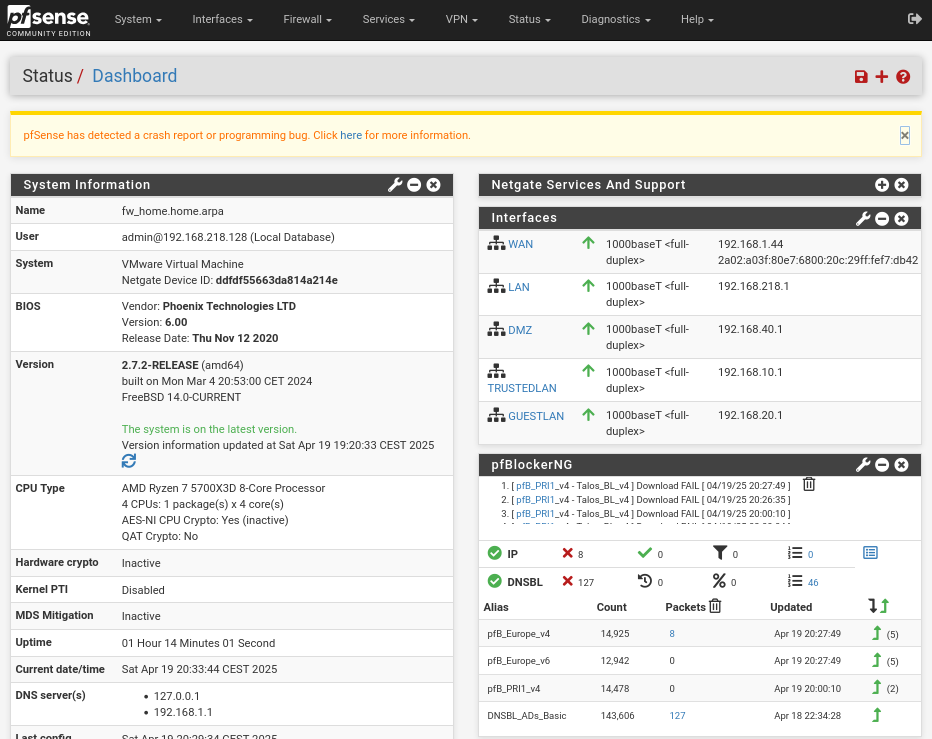 pfsense
COMMUNITY EDITION
System Interfaces Firewall Services VPN Status Diagnostics Help
Status / Dashboard
pfSense has detected a crash report or programming bug. Click here for more information. ×
System Information
Name fw_home.home.arpa
User admin@192.168.218.128 (Local Database)
System VMware Virtual Machine
Netgate Device ID: ddfdf55663da814a214e
BIOS Vendor: Phoenix Technologies LTD
Version: 6.00
Release Date: Thu Nov 12 2020
Version 2.7.2-RELEASE (amd64)
built on Mon Mar 4 20:53:00 CET 2024
FreeBSD 14.0-CURRENT
The system is on the latest version.
Version information updated at Sat Apr 19 19:20:33 CEST 2025
CPU Type AMD Ryzen 7 5700X3D 8-Core Processor
4 CPUs: 1 package(s) x 4 core(s)
AES-NI CPU Crypto: Yes (inactive)
QAT Crypto: No
Hardware crypto Inactive
Kernel PTI Disabled
MDS Mitigation Inactive
Uptime 01 Hour 14 Minutes 01 Second
Current date/time Sat Apr 19 20:33:44 CEST 2025
DNS server(s) • 127.0.0.1
• 192.168.1.1
Last config Sat Apr 19 20:29:34 CEST 2025
Netgate Services And Support
Interfaces
WAN 1000baseT <full-duplex> 192.168.1.44
2a02:a03f:80e7:6800:20c:29ff:fef7:db42
LAN 1000baseT <full-duplex> 192.168.218.1
DMZ 1000baseT <full-duplex> 192.168.40.1
TRUSTEDLAN 1000baseT <full-duplex> 192.168.10.1
GUESTLAN 1000baseT <full-duplex> 192.168.20.1
pfBlockerNG
1. [ pfB_PRI1_v4 - Talos_BL_v4 ] Download FAIL [ 04/19/25 20:27:49 ]
2. [ pfB_PRI1_v4 - Talos_BL_v4 ] Download FAIL [ 04/19/25 20:26:35 ]
3. [ pfB_PRI1_v4 - Talos_BL_v4 ] Download FAIL [ 04/19/25 20:00:10 ]
IP 8 0 0 0
DNSBL 127 0 0 46
Alias Count Packets Updated
pfB_Europe_v4 14,925 8 Apr 19 20:27:49 (5)
pfB_Europe_v6 12,942 0 Apr 19 20:27:49 (5)
pfB_PRI1_v4 14,478 0 Apr 19 20:00:10 (2)
DNSBL_ADs_Basic 143,606 127 Apr 18 22:34:28